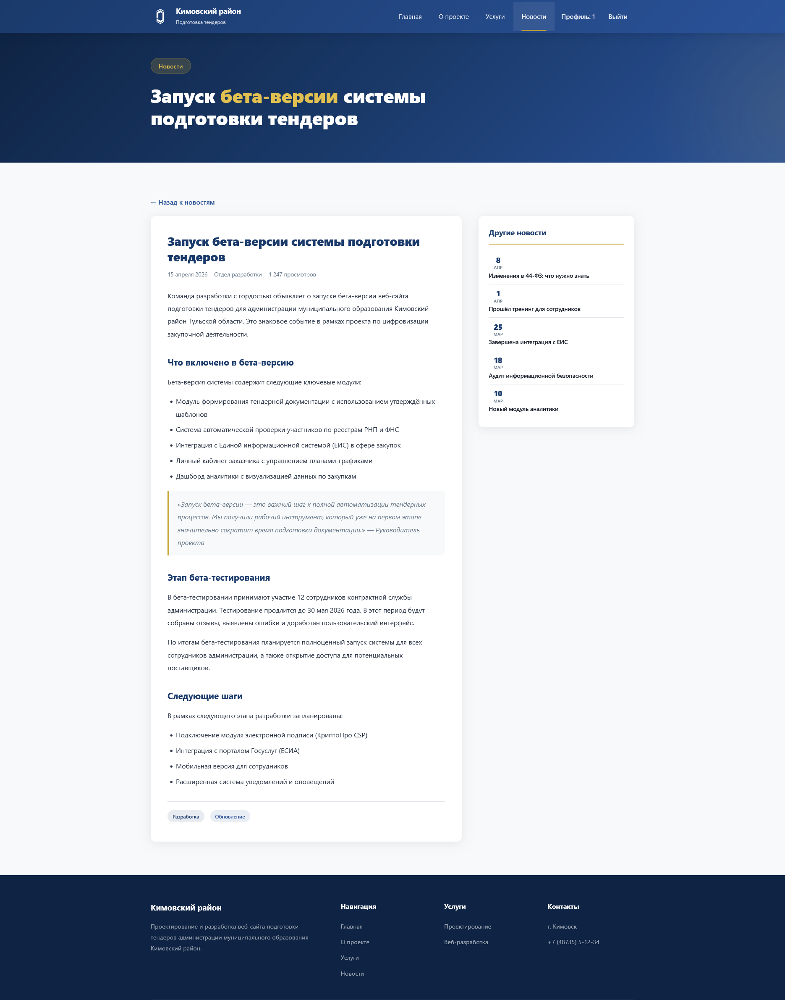 Кимовский район
Подготовка тендеров
Главная
О проекте
Услуги
Новости
Профиль: 1
Выйти
Новости
Запуск бета-версии системы
подготовки тендеров
← Назад к новостям
Запуск бета-версии системы подготовки
тендеров
15 апреля 2026 Отдел разработки 1 247 просмотров
Команда разработки с гордостью объявляет о запуске бета-версии веб-сайта
подготовки тендеров для администрации муниципального образования Кимовский
район Тульской области. Это знаковое событие в рамках проекта по цифровизации
закупочной деятельности.
Что включено в бета-версию
Бета-версия системы содержит следующие ключевые модули:
• Модуль формирования тендерной документации с использованием утверждённых
шаблонов
• Система автоматической проверки участников по реестрам РНП и ФНС
• Интеграция с Единой информационной системой (ЕИС) в сфере закупок
• Личный кабинет заказчика с управлением планами-графиками
• Дашборд аналитики с визуализацией данных по закупкам
«Запуск бета-версии — это важный шаг к полной автоматизации тендерных
процессов. Мы получили рабочий инструмент, который уже на первом этапе
значительно сократит время подготовки документации.» — Руководитель
проекта
Этап бета-тестирования
В бета-тестировании принимают участие 12 сотрудников контрактной службы
администрации. Тестирование продлится до 30 мая 2026 года. В этот период будут
собраны отзывы, выявлены ошибки и доработан пользовательский интерфейс.
По итогам бета-тестирования планируется полноценный запуск системы для всех
сотрудников администрации, а также открытие доступа для потенциальных
поставщиков.
Следующие шаги
В рамках следующего этапа разработки запланированы:
• Подключение модуля электронной подписи (КриптоПро CSP)
• Интеграция с порталом Госуслуг (ЕСИА)
• Мобильная версия для сотрудников
• Расширенная система уведомлений и оповещений
Разработка
Обновление
Другие новости
8
АПР
Изменения в 44-ФЗ: что нужно знать
1
АПР
Прошёл тренинг для сотрудников
25
МАР
Завершена интеграция с ЕИС
18
МАР
Аудит информационной безопасности
10
МАР
Новый модуль аналитики
Кимовский район
Проектирование и разработка веб-сайта подготовки
тендеров администрации муниципального образования
Кимовский район.
Навигация
Главная
О проекте
Услуги
Новости
Услуги
Проектирование
Веб-разработка
Контакты
г. Кимовск
+7 (48735) 5-12-34